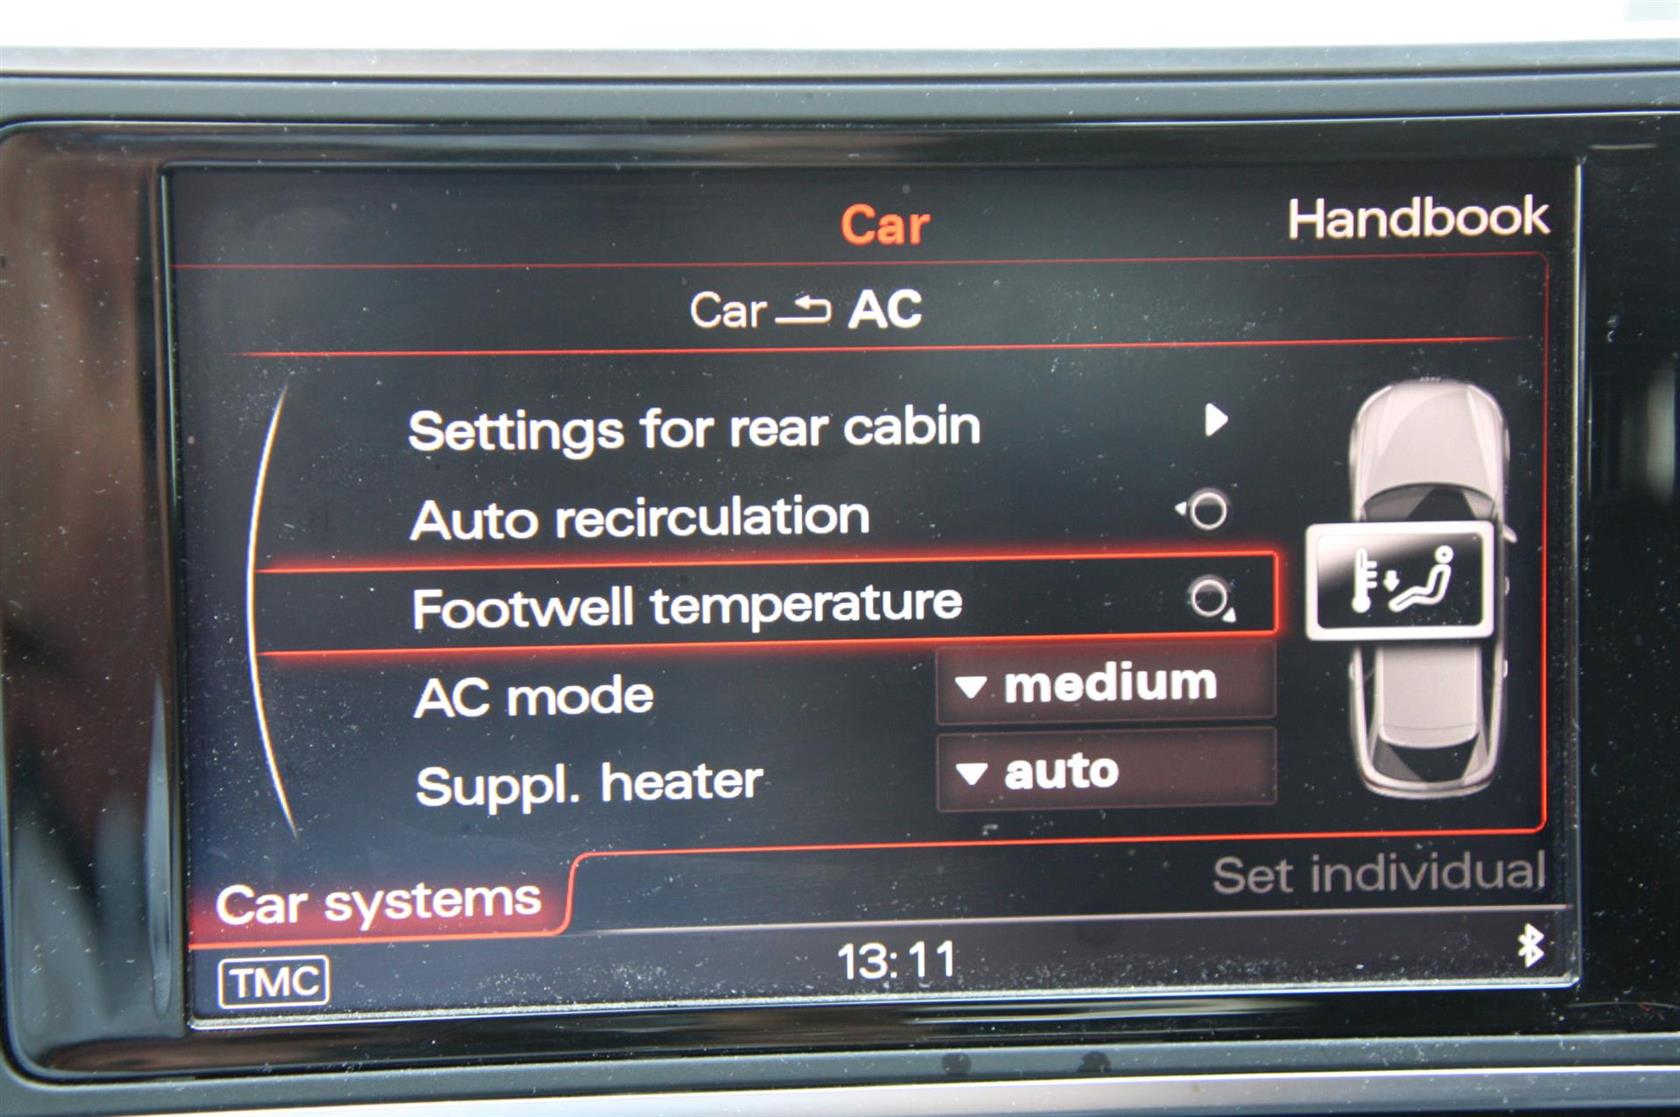 Car
Handbook
Car AC
Settings for rear cabin
Auto recirculation
Footwell temperature
AC mode medium
Suppl. heater auto
Set individual
Car systems
TMC 13:11